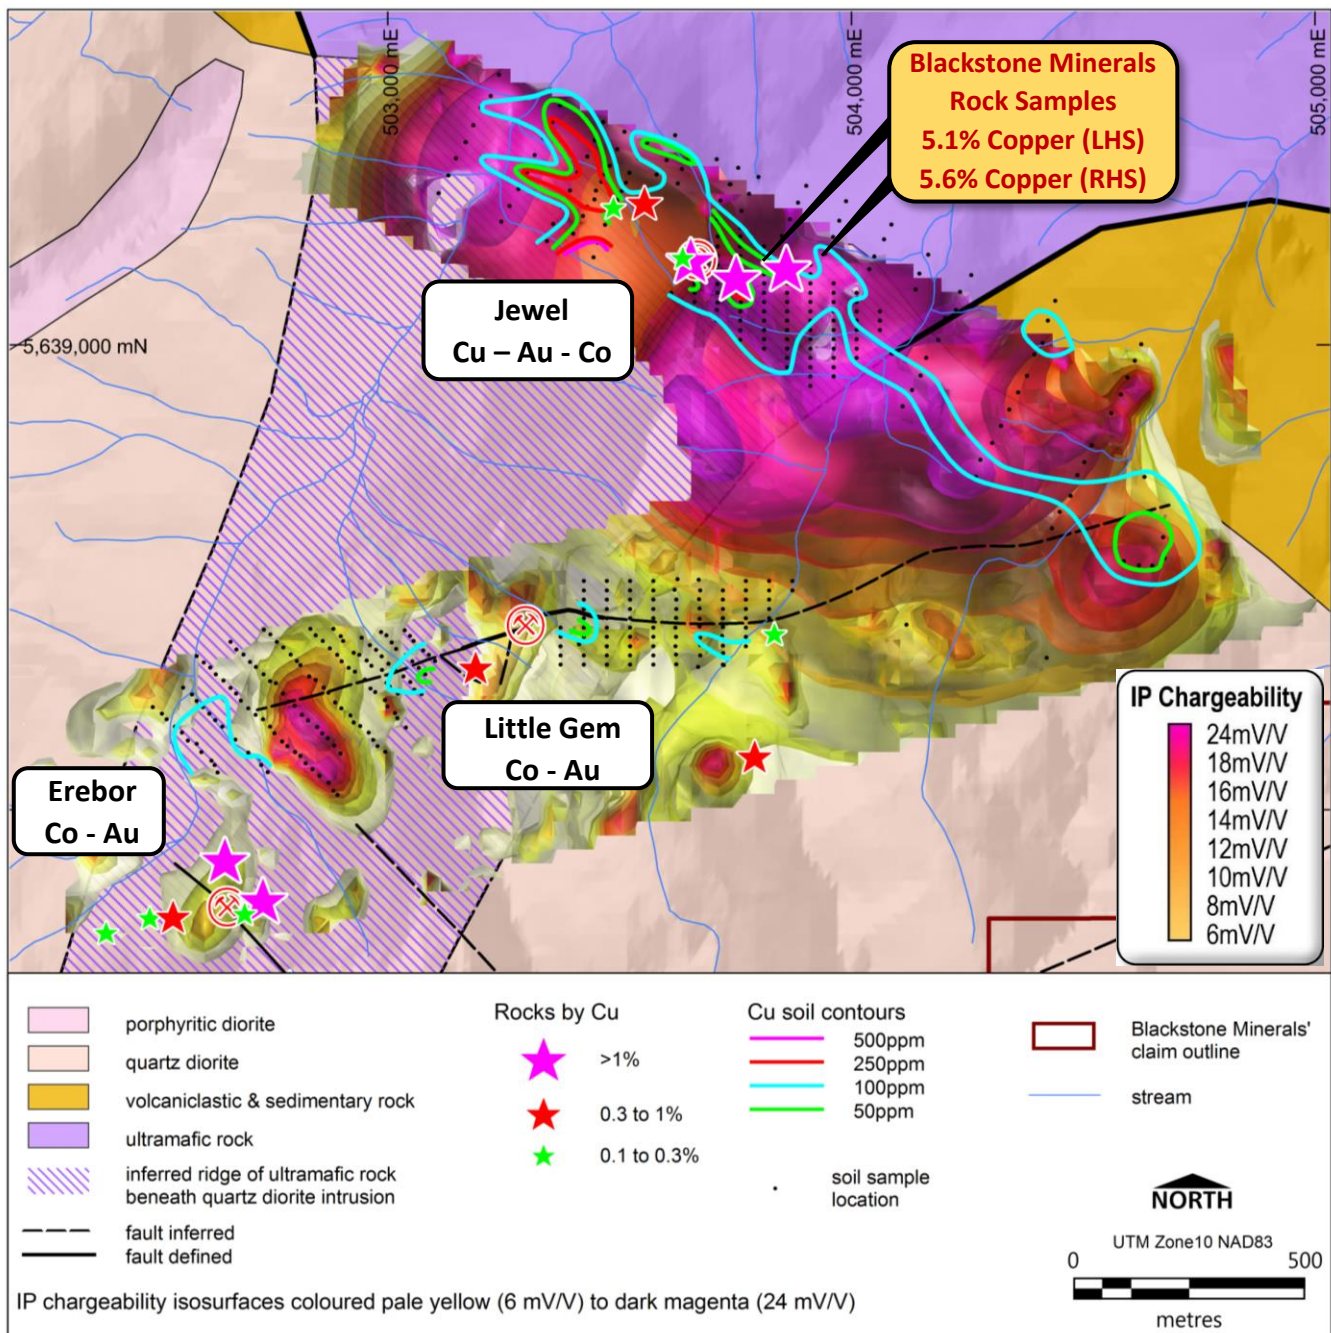 503,000 mE
504,000 mE
505,000 mE
Blackstone Minerals
Rock Samples
5.1% Copper (LHS)
5.6% Copper (RHS)
Jewel
Cu – Au - Co
5,639,000 mN
Little Gem
Co - Au
Erebor
Co - Au
IP Chargeability
24mV/V
18mV/V
16mV/V
14mV/V
12mV/V
10mV/V
8mV/V
6mV/V
porphyritic diorite
quartz diorite
volcaniclastic & sedimentary rock
ultramafic rock
inferred ridge of ultramafic rock
beneath quartz diorite intrusion
fault inferred
fault defined
Rocks by Cu
>1%
0.3 to 1%
0.1 to 0.3%
Cu soil contours
500ppm
250ppm
100ppm
50ppm
soil sample
location
Blackstone Minerals'
claim outline
stream
NORTH
UTM Zone10 NAD83
0 500
metres
IP chargeability isosurfaces coloured pale yellow (6 mV/V) to dark magenta (24 mV/V)